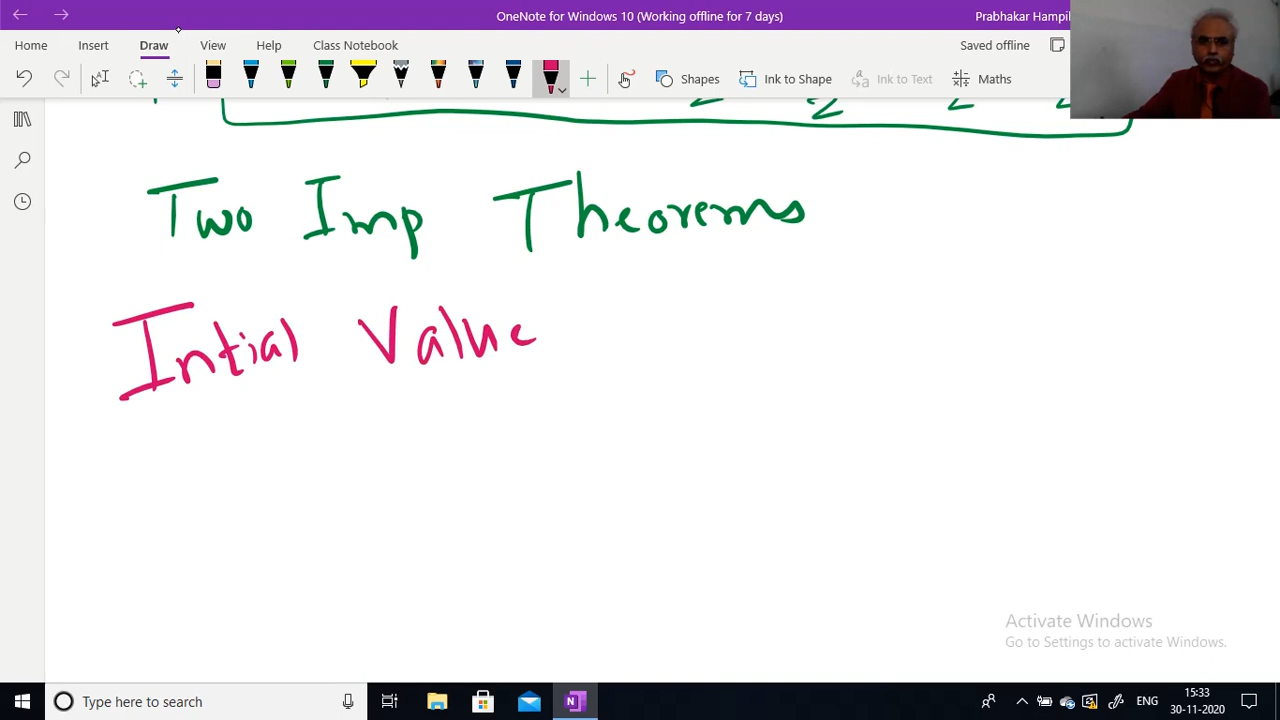 OneNote for Windows 10 (Working offline for 7 days)
Prabhakar Hampil
Home Insert Draw View Help Class Notebook Saved offline
Shapes Ink to Shape Ink to Text Maths
Two Imp Theorems
Intial Value
Activate Windows
Go to Settings to activate Windows.
Type here to search
ENG
15:33
30-11-2020